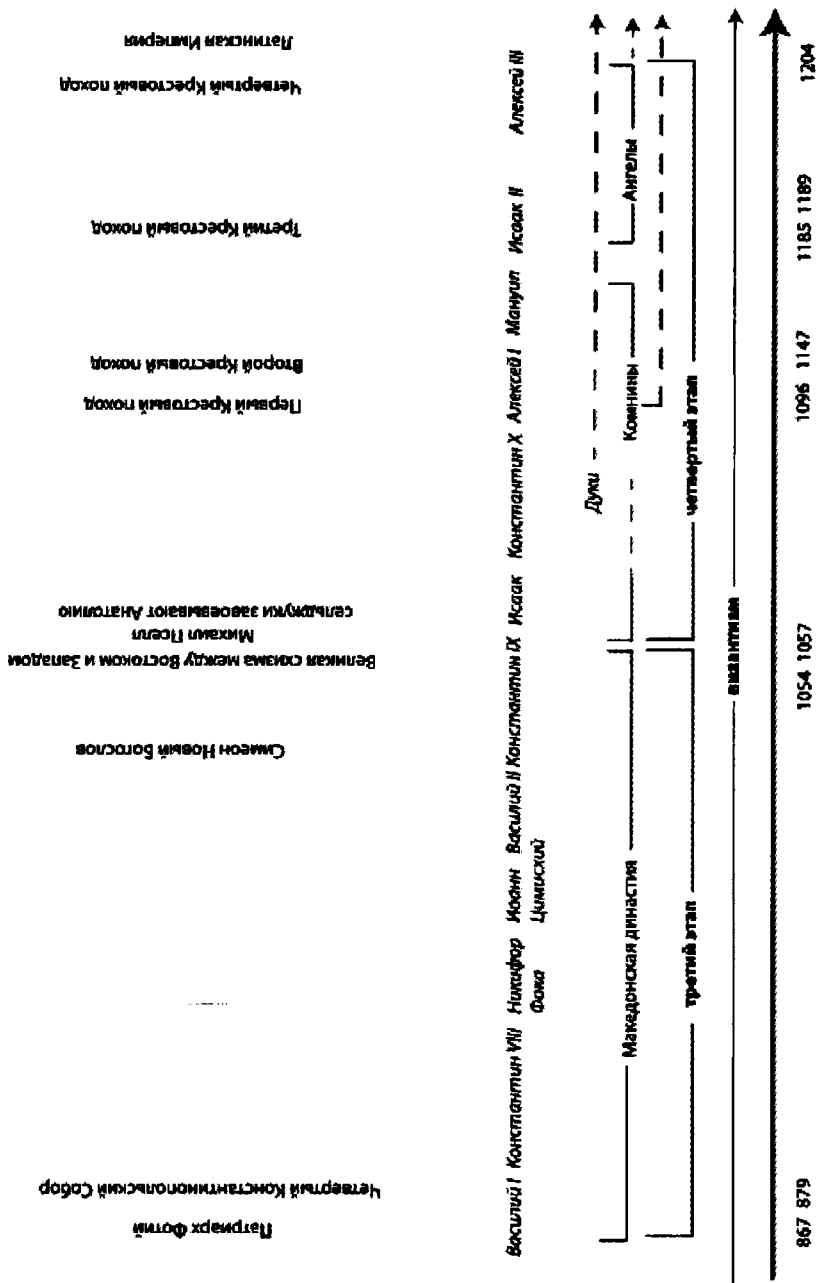 Патриарх Фотий
Четвертый Константинопольский Собор
Симеон Новый Богослов
Великая схизма между Востоком и Западом
Михаил Пселл
сельджуки завоевывают Анатолию
Первый Крестовый поход
Второй Крестовый поход
Третий Крестовый поход
Четвертый Крестовый поход
Латинская Империя
Василий I Константин VIII Никифор Фока Иоанн Цимисхий Василий II Константин IX Исаак Константин X Алексей I Мануил Исаак II Алексей III
Дуки
Македонская династия
Комнины
Ангелы
третий этап
четвертый этап
византизм
867 879 1054 1057 1096 1147 1185 1189 1204